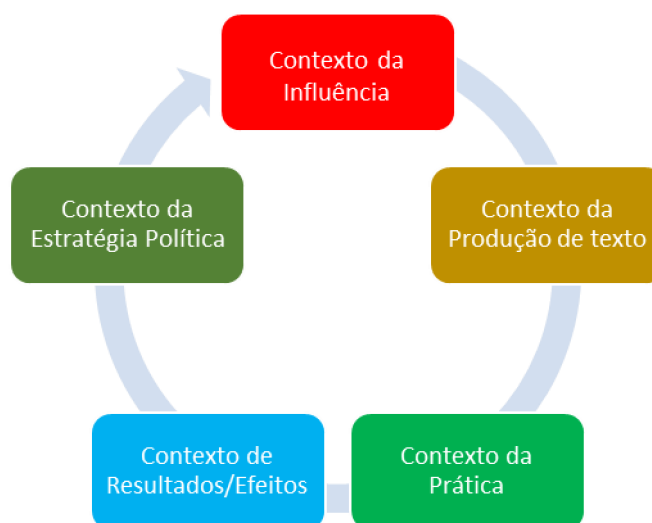 Contexto da
Influência
Contexto da
Produção de texto
Contexto da
Prática
Contexto de
Resultados/Efeitos
Contexto da
Estratégia Política